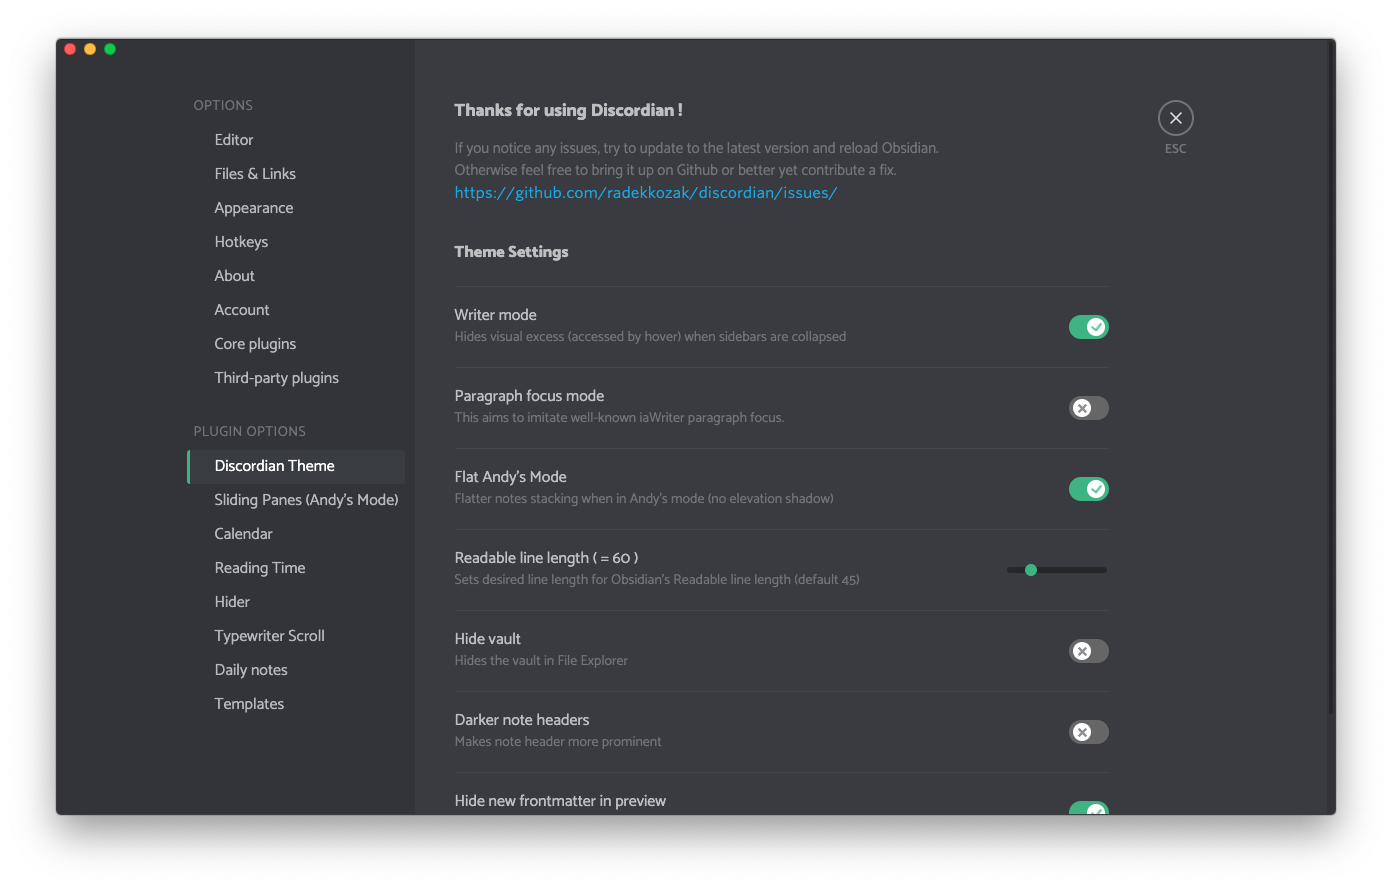 OPTIONS
Editor
Files & Links
Appearance
Hotkeys
About
Account
Core plugins
Third-party plugins
PLUGIN OPTIONS
Discordian Theme
Sliding Panes (Andy's Mode)
Calendar
Reading Time
Hider
Typewriter Scroll
Daily notes
Templates
Thanks for using Discordian !
If you notice any issues, try to update to the latest version and reload Obsidian.
Otherwise feel free to bring it up on Github or better yet contribute a fix.
https://github.com/radekkozak/discordian/issues/
ESC
Theme Settings
Writer mode
Hides visual excess (accessed by hover) when sidebars are collapsed
Paragraph focus mode
This aims to imitate well-known iaWriter paragraph focus.
Flat Andy's Mode
Flatter notes stacking when in Andy's mode (no elevation shadow)
Readable line length ( = 60 )
Sets desired line length for Obsidian's Readable line length (default 45)
Hide vault
Hides the vault in File Explorer
Darker note headers
Makes note header more prominent
Hide new frontmatter in preview